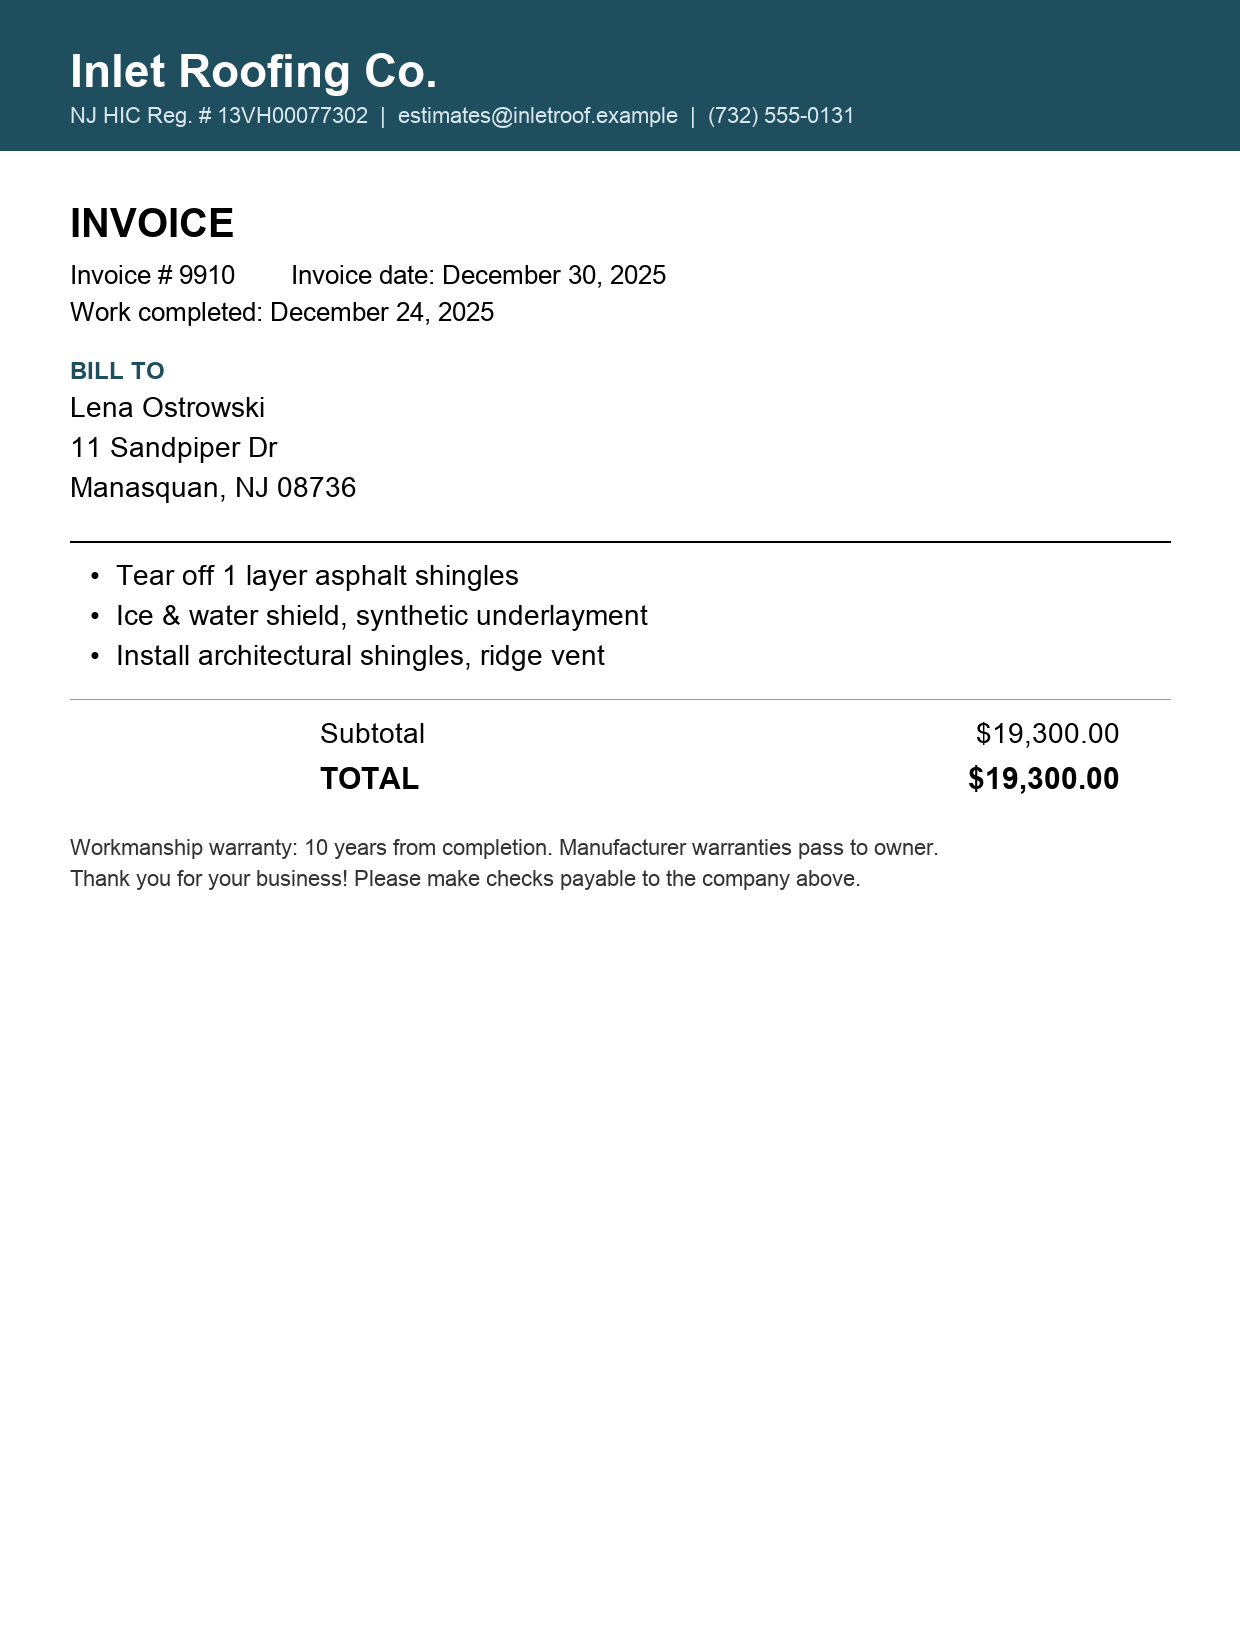 Inlet Roofing Co.
NJ HIC Reg. # 13VH00077302 | estimates@inletroof.example | (732) 555-0131
INVOICE
Invoice # 9910 Invoice date: December 30, 2025
Work completed: December 24, 2025
BILL TO
Lena Ostrowski
11 Sandpiper Dr
Manasquan, NJ 08736
• Tear off 1 layer asphalt shingles
• Ice & water shield, synthetic underlayment
• Install architectural shingles, ridge vent
Subtotal $19,300.00
TOTAL $19,300.00
Workmanship warranty: 10 years from completion. Manufacturer warranties pass to owner.
Thank you for your business! Please make checks payable to the company above.